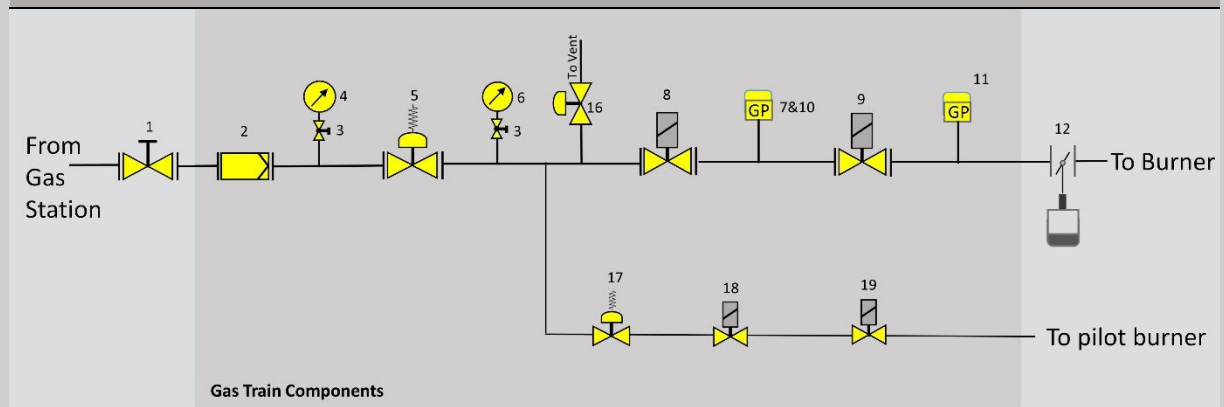 To Vent
1
2
4
3
5
6
3
16
8
GP
7&10
9
11
GP
12
From
Gas
Station
To Burner
17
18
19
To pilot burner
Gas Train Components